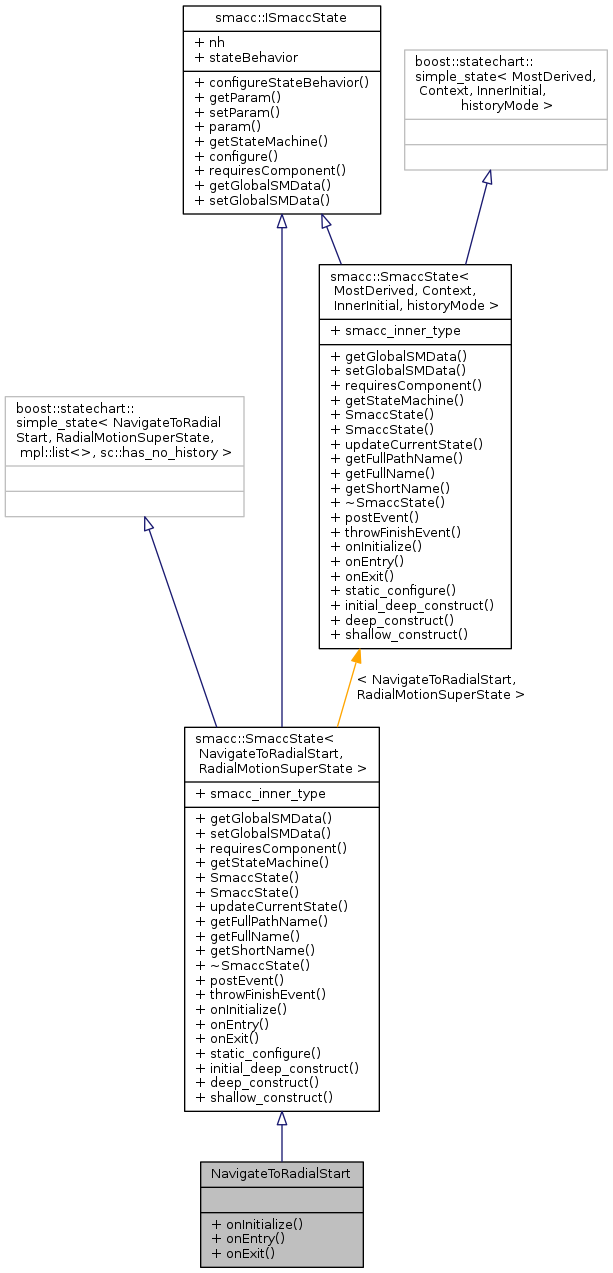 smacc::ISmaccState
+ nh
+ stateBehavior
+ configureStateBehavior()
+ getParam()
+ setParam()
+ param()
+ getStateMachine()
+ configure()
+ requiresComponent()
+ getGlobalSMData()
+ setGlobalSMData()
boost::statechart::
simple_state< MostDerived,
Context, InnerInitial,
historyMode >
smacc::SmaccState<
MostDerived, Context,
InnerInitial, historyMode >
+ smacc_inner_type
+ getGlobalSMData()
+ setGlobalSMData()
+ requiresComponent()
+ getStateMachine()
+ SmaccState()
+ SmaccState()
+ updateCurrentState()
+ getFullPathName()
+ getFullName()
+ getShortName()
+ ~SmaccState()
+ postEvent()
+ throwFinishEvent()
+ onInitialize()
+ onEntry()
+ onExit()
+ static_configure()
+ initial_deep_construct()
+ deep_construct()
+ shallow_construct()
boost::statechart::
simple_state< NavigateToRadial
Start, RadialMotionSuperState,
mpl::list<>, sc::has_no_history >
< NavigateToRadialStart,
RadialMotionSuperState >
smacc::SmaccState<
NavigateToRadialStart,
RadialMotionSuperState >
+ smacc_inner_type
+ getGlobalSMData()
+ setGlobalSMData()
+ requiresComponent()
+ getStateMachine()
+ SmaccState()
+ SmaccState()
+ updateCurrentState()
+ getFullPathName()
+ getFullName()
+ getShortName()
+ ~SmaccState()
+ postEvent()
+ throwFinishEvent()
+ onInitialize()
+ onEntry()
+ onExit()
+ static_configure()
+ initial_deep_construct()
+ deep_construct()
+ shallow_construct()
NavigateToRadialStart
+ onInitialize()
+ onEntry()
+ onExit()